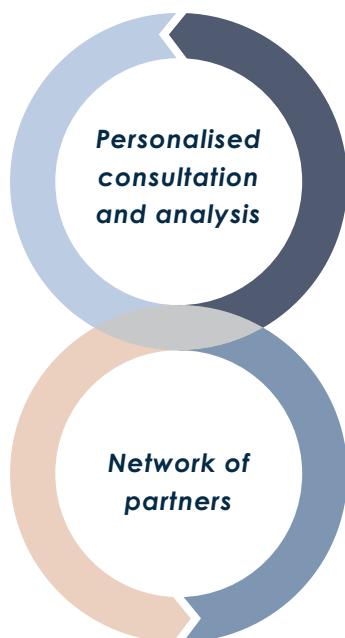 Personalised
consultation
and analysis
Network of
partners